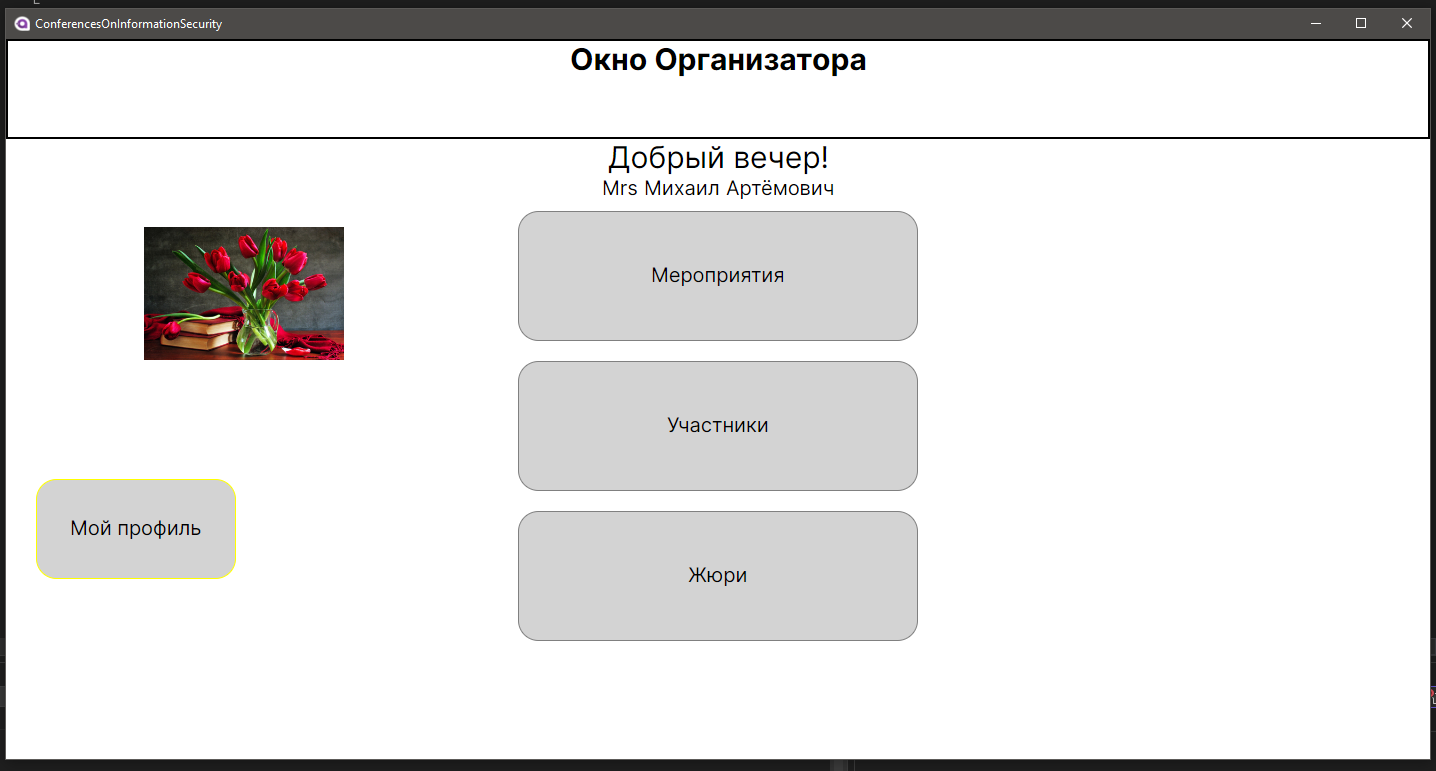 ConferencesOnInformationSecurity
Окно Организатора
Добрый вечер!
Mrs Михаил Артёмович
Мероприятия
Участники
Мой профиль
Жюри